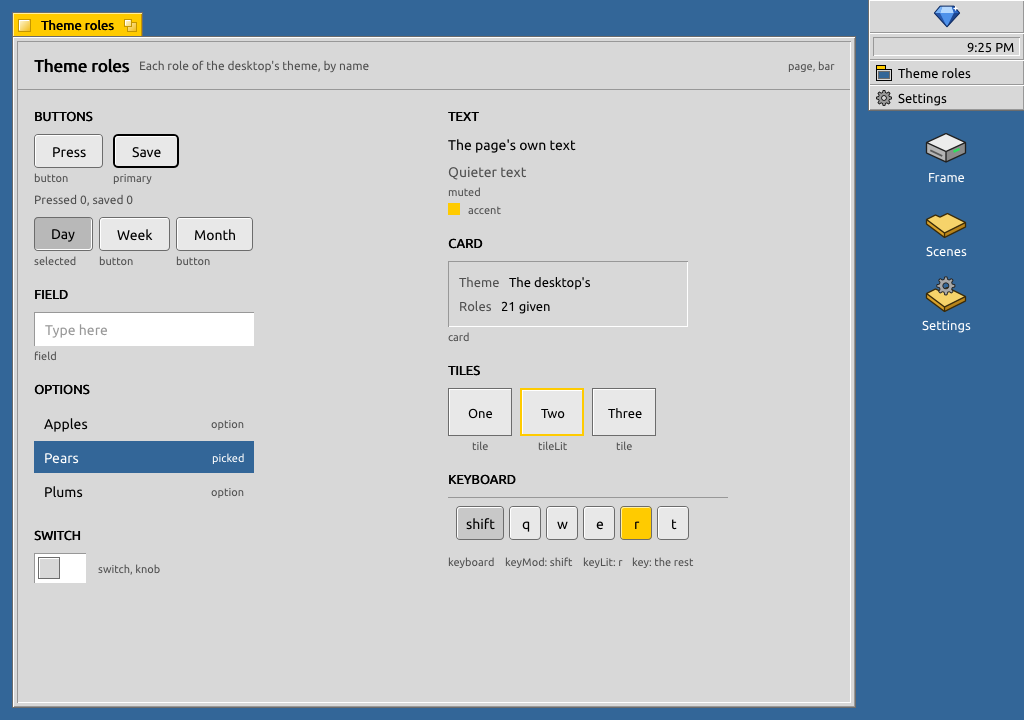 Theme roles
Theme roles Each role of the desktop's theme, by name page, bar
BUTTONS
Press Save
button primary
Pressed 0, saved 0
Day Week Month
selected button button
FIELD
Type here
field
OPTIONS
Apples option
Pears picked
Plums option
SWITCH
switch, knob
TEXT
The page's own text
Quieter text
muted
accent
CARD
Theme The desktop's
Roles 21 given
card
TILES
One Two Three
tile tileLit tile
KEYBOARD
shift q w e r t
keyboard keyMod: shift keyLit: r key: the rest
9:25 PM
Theme roles
Settings
Frame
Scenes
Settings